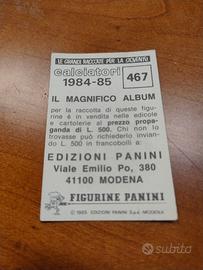 LE GRANDI RACCOLTE PER LA GIOVENTÙ
calciatori
1984-85
467
IL MAGNIFICO ALBUM
per la raccolta di queste figurine
è in vendita nelle edicole
e cartolerie al prezzo propaganda
di L. 500. Chi non lo
trovasse può richiederlo inviando
L. 500 in francobolli a:
EDIZIONI PANINI
Viale Emilio Po, 380
41100 MODENA
FIGURINE PANINI
© 1985 EDIZIONI PANINI S.p.A. MODENA
subito